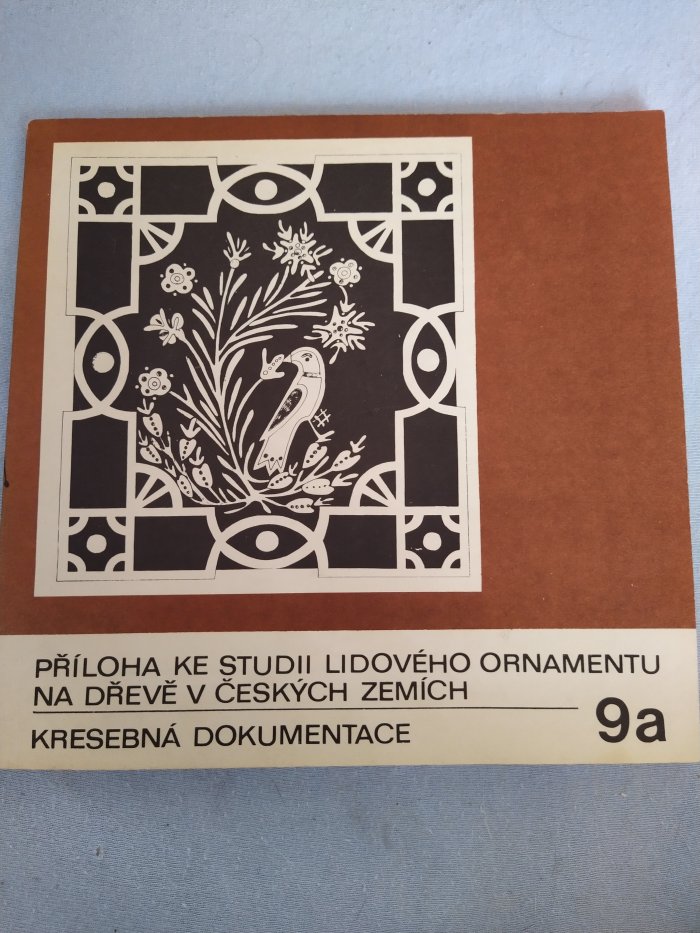 PŘÍLOHA KE STUDII LIDOVÉHO ORNAMENTU
NA DŘEVĚ V ČESKÝCH ZEMÍCH
KRESEBNÁ DOKUMENTACE
9a